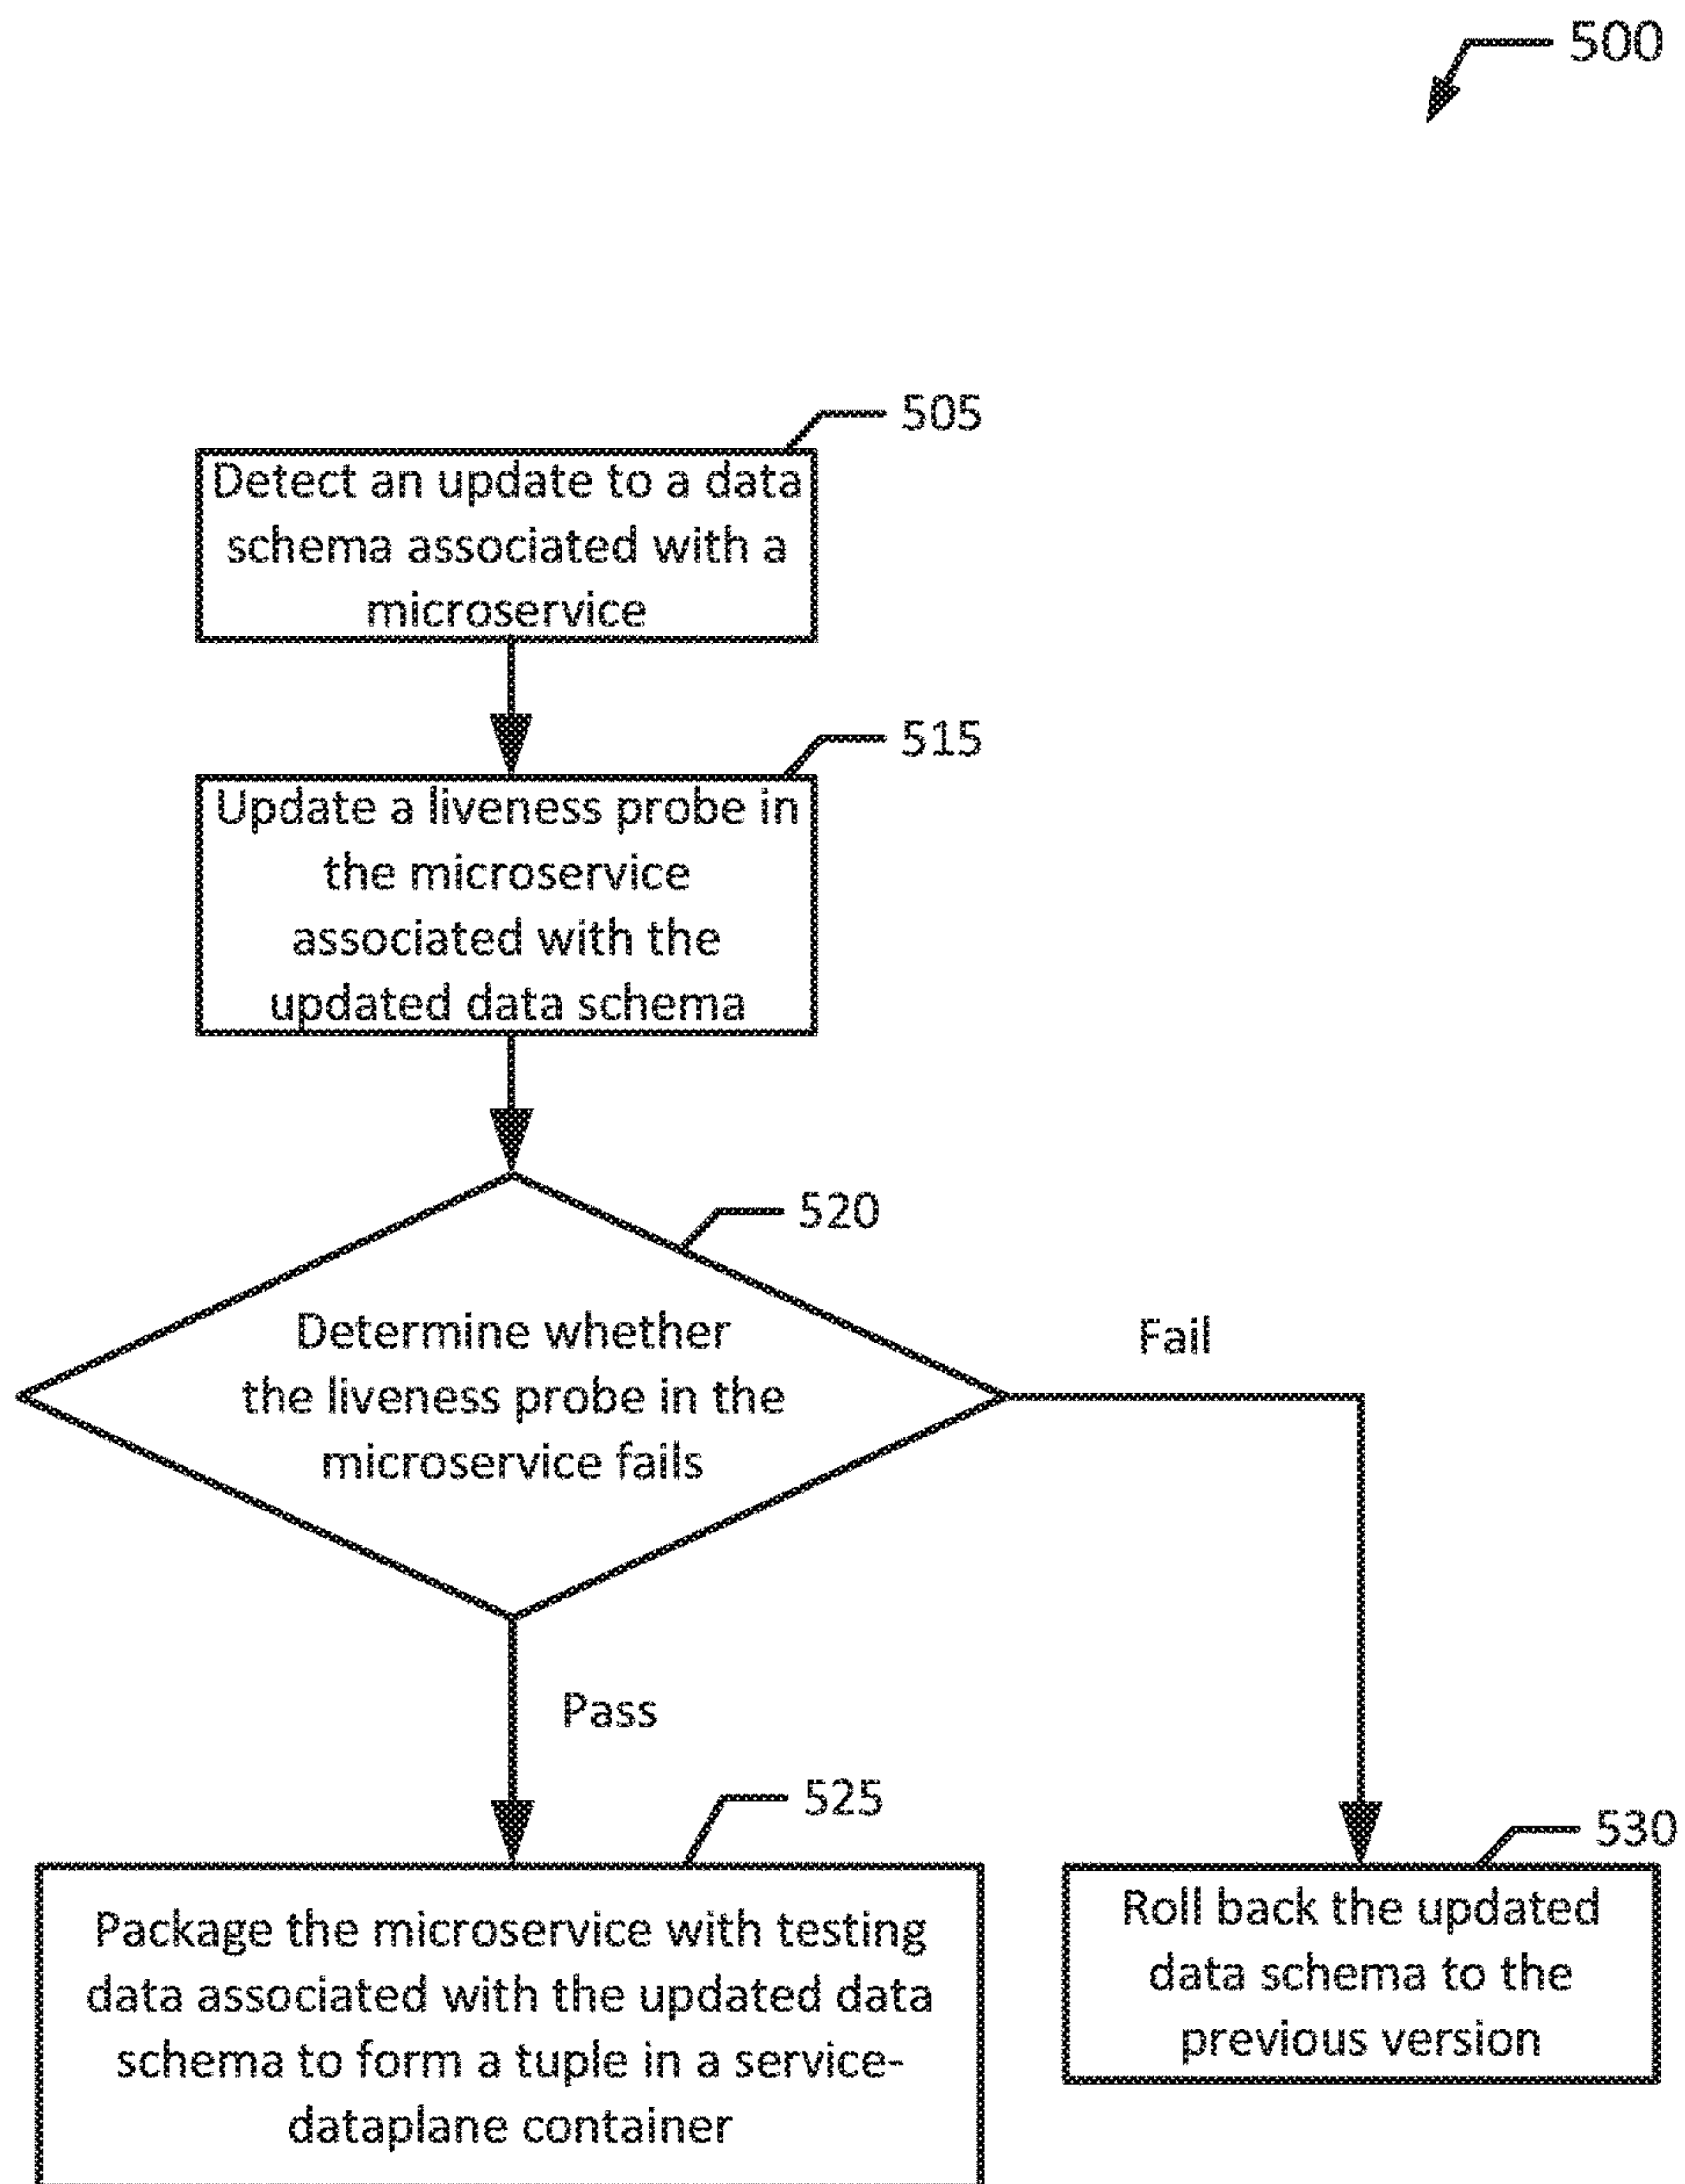 500
505
Detect an update to a data
schema associated with a
microservice
515
Update a liveness probe in
the microservice
associated with the
updated data schema
520
Determine whether
the liveness probe in the
microservice fails
Fail
Pass
525
Package the microservice with testing
data associated with the updated data
schema to form a tuple in a service-
dataplane container
530
Roll back the updated
data schema to the
previous version